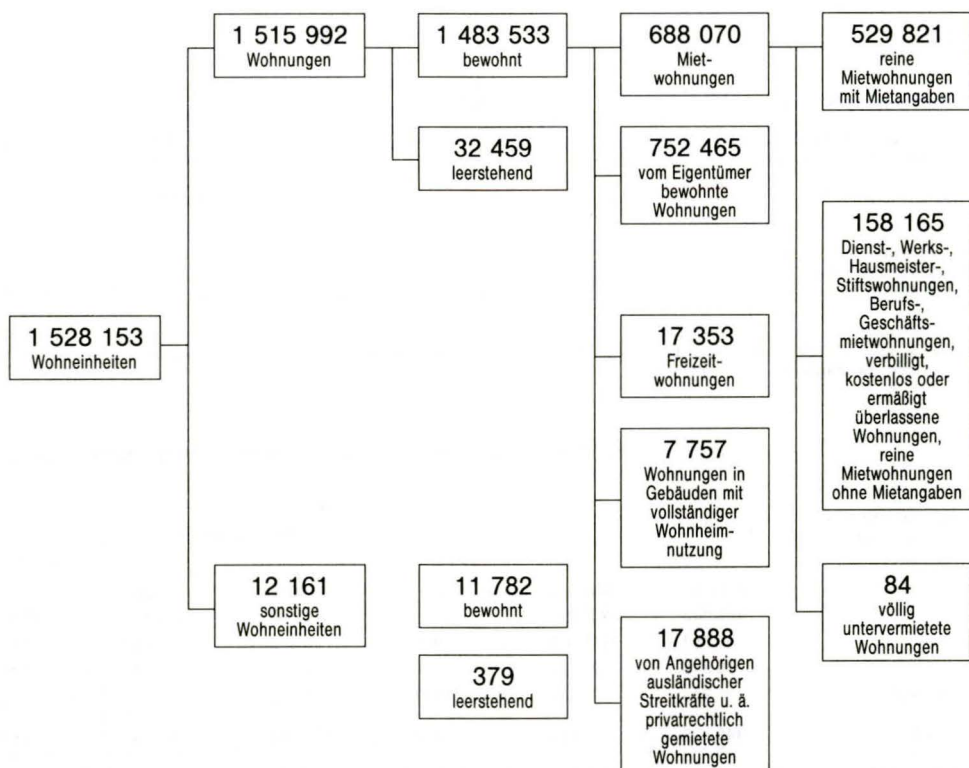 1 528 153
Wohneinheiten
1 515 992
Wohnungen
12 161
sonstige
Wohneinheiten
1 483 533
bewohnt
32 459
leerstehend
11 782
bewohnt
379
leerstehend
688 070
Miet-
wohnungen
752 465
vom Eigentümer
bewohnte
Wohnungen
17 353
Freizeit-
wohnungen
7 757
Wohnungen in
Gebäuden mit
vollständiger
Wohnheim-
nutzung
17 888
von Angehörigen
ausländischer
Streitkräfte u. ä.
privatrechtlich
gemietete
Wohnungen
529 821
reine
Mietwohnungen
mit Mietangaben
158 165
Dienst-, Werks-,
Hausmeister-,
Stiftswohnungen,
Berufs-,
Geschäfts-
mietwohnungen,
verbilligt,
kostenlos oder
ermäßigt
überlassene
Wohnungen,
reine
Mietwohnungen
ohne Mietangaben
84
völlig
untervermietete
Wohnungen